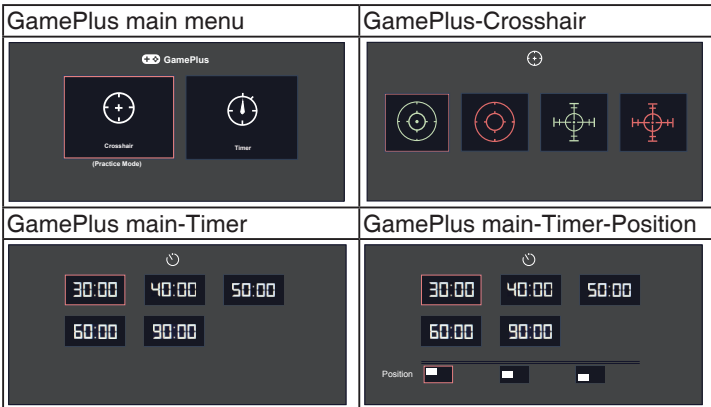 GamePlus main menu
GamePlus-Crosshair
GamePlus
Crosshair
Timer
(Practice Mode)
GamePlus main-Timer
GamePlus main-Timer-Position
30:00 40:00 50:00
60:00 90:00
30:00 40:00 50:00
60:00 90:00
Position